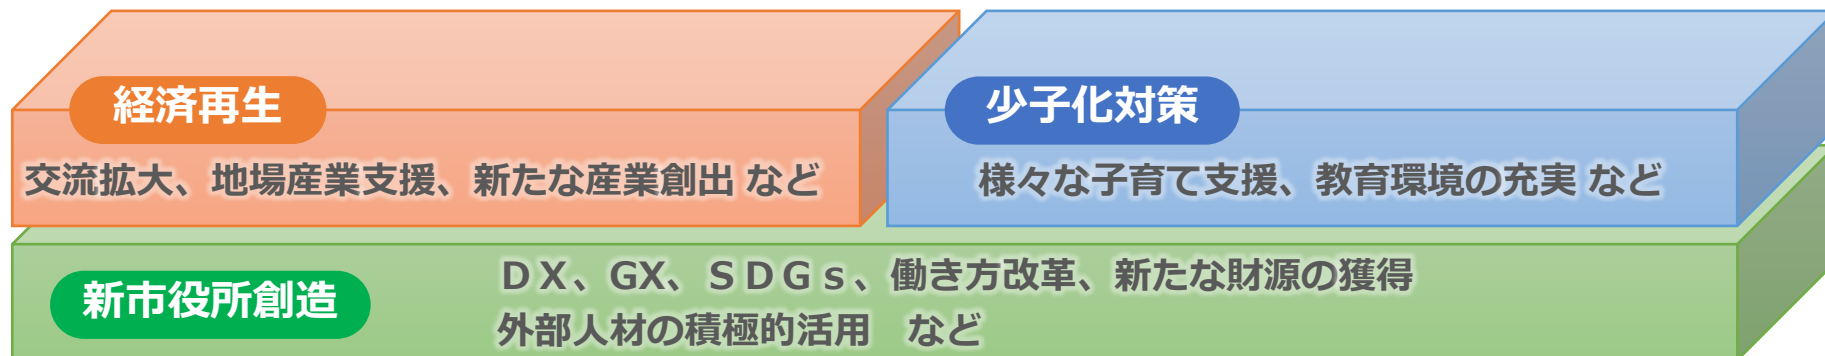 経済再生
交流拡大、地場産業支援、新たな産業創出 など
少子化対策
様々な子育て支援、教育環境の充実 など
新市役所創造
ＤＸ、GX、ＳＤＧｓ、働き方改革、新たな財源の獲得
外部人材の積極的活用　など